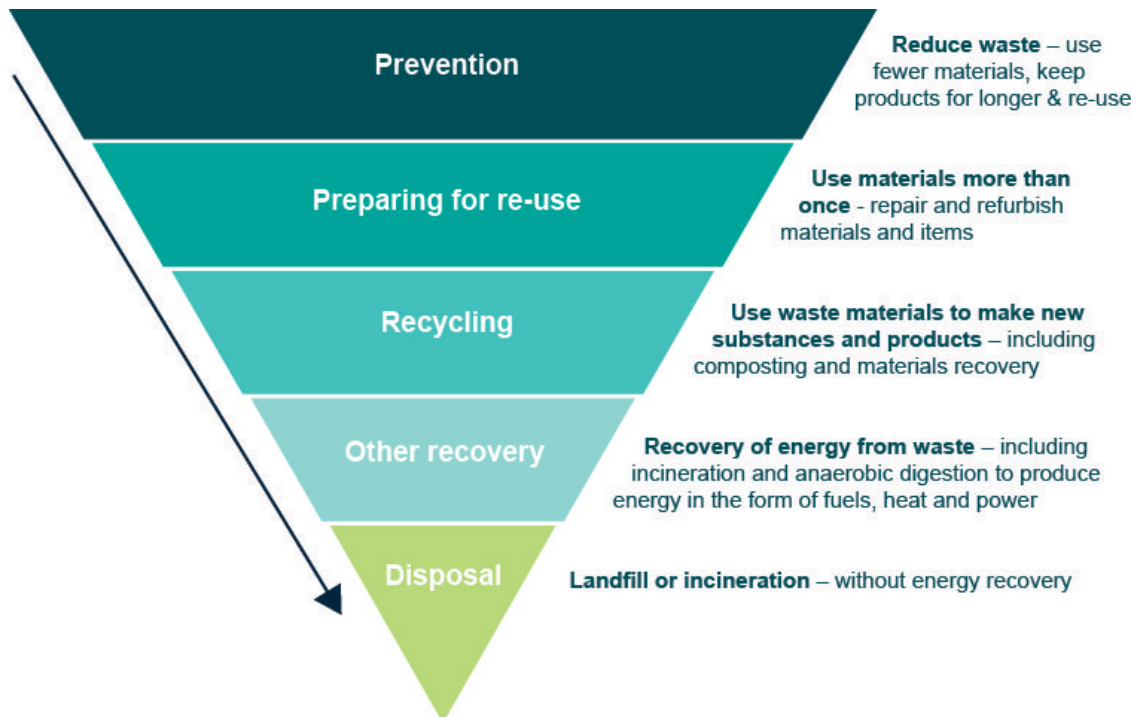 Prevention
Reduce waste – use
fewer materials, keep
products for longer & re-use
Preparing for re-use
Use materials more than
once - repair and refurbish
materials and items
Recycling
Use waste materials to make new
substances and products – including
composting and materials recovery
Other recovery
Recovery of energy from waste – including
incineration and anaerobic digestion to produce
energy in the form of fuels, heat and power
Disposal
Landfill or incineration – without energy recovery